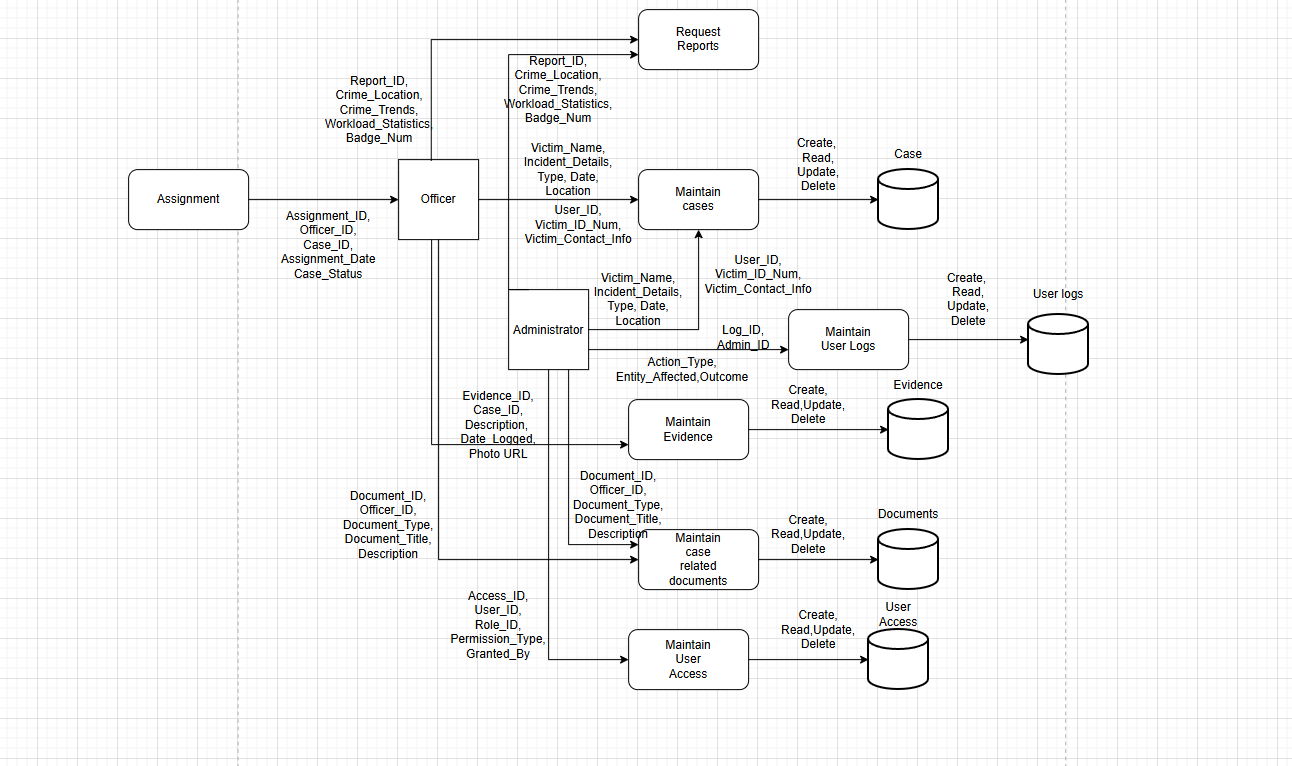 Request
Reports
Report_ID,
Crime_Location,
Crime_Trends,
Workload_Statistics,
Badge_Num
Report_ID,
Crime_Location,
Crime_Trends,
Workload_Statistics,
Badge_Num
Assignment
Assignment_ID,
Officer_ID,
Case_ID,
Assignment_Date
Case_Status
Officer
Victim_Name,
Incident_Details,
Type, Date,
Location
User_ID,
Victim_ID_Num,
Victim_Contact_Info
Maintain
cases
Create,
Read,
Update,
Delete
Case
Administrator
Victim_Name,
Incident_Details,
Type, Date,
Location
User_ID,
Victim_ID_Num,
Victim_Contact_Info
Log_ID,
Admin_ID
Action_Type,
Entity_Affected,Outcome
Maintain
User Logs
Create,
Read,
Update,
Delete
User logs
Evidence_ID,
Case_ID,
Description,
Date_Logged,
Photo URL
Maintain
Evidence
Create,
Read,Update,
Delete
Evidence
Document_ID,
Officer_ID,
Document_Type,
Document_Title,
Description
Document_ID,
Officer_ID,
Document_Type,
Document_Title,
Description
Maintain
case
related
documents
Create,
Read,Update,
Delete
Documents
Access_ID,
User_ID,
Role_ID,
Permission_Type,
Granted_By
Maintain
User
Access
Create,
Read,Update,
Delete
User
Access